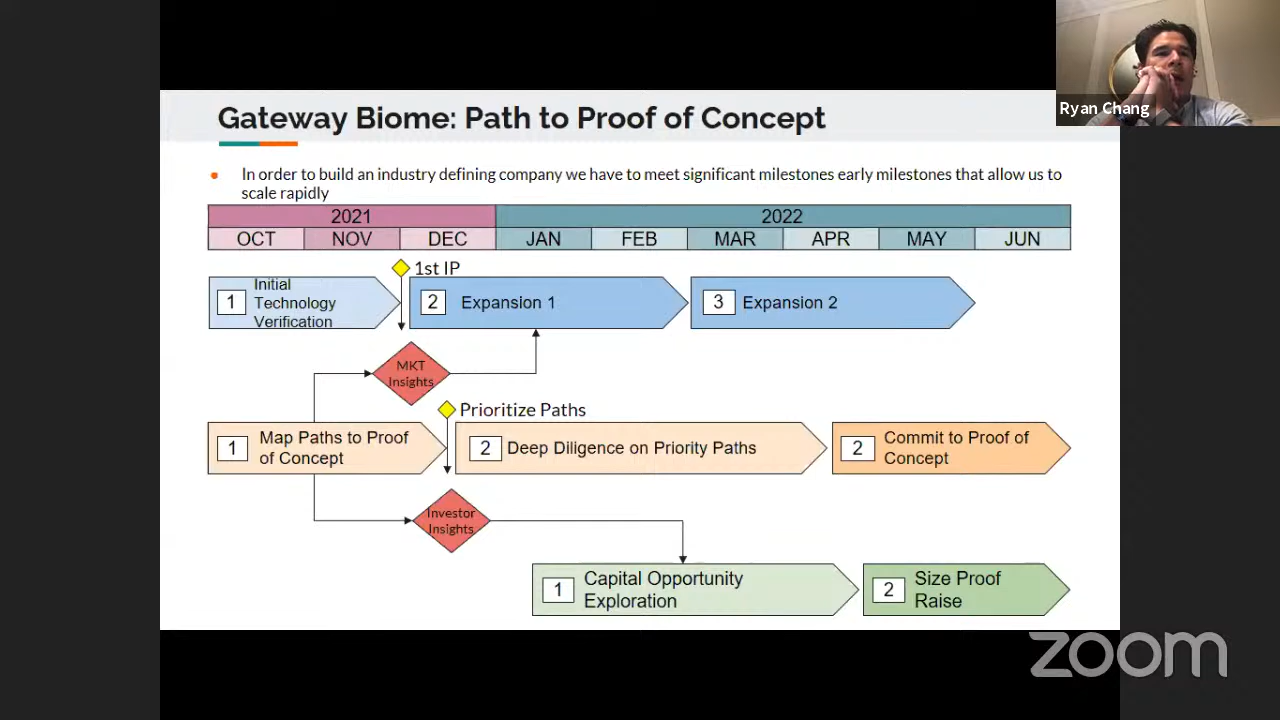 Gateway Biome: Path to Proof of Concept
Ryan Chang
• In order to build an industry defining company we have to meet significant milestones early milestones that allow us to
scale rapidly
2021
2022
OCT
NOV
DEC
JAN
FEB
MAR
APR
MAY
JUN
1st IP
1
Initial
Technology
Verification
2
Expansion 1
3
Expansion 2
MKT
Insights
Prioritize Paths
1
Map Paths to Proof
of Concept
2
Deep Diligence on Priority Paths
2
Commit to Proof of
Concept
Investor
Insights
1
Capital Opportunity
Exploration
2
Size Proof
Raise
zoom